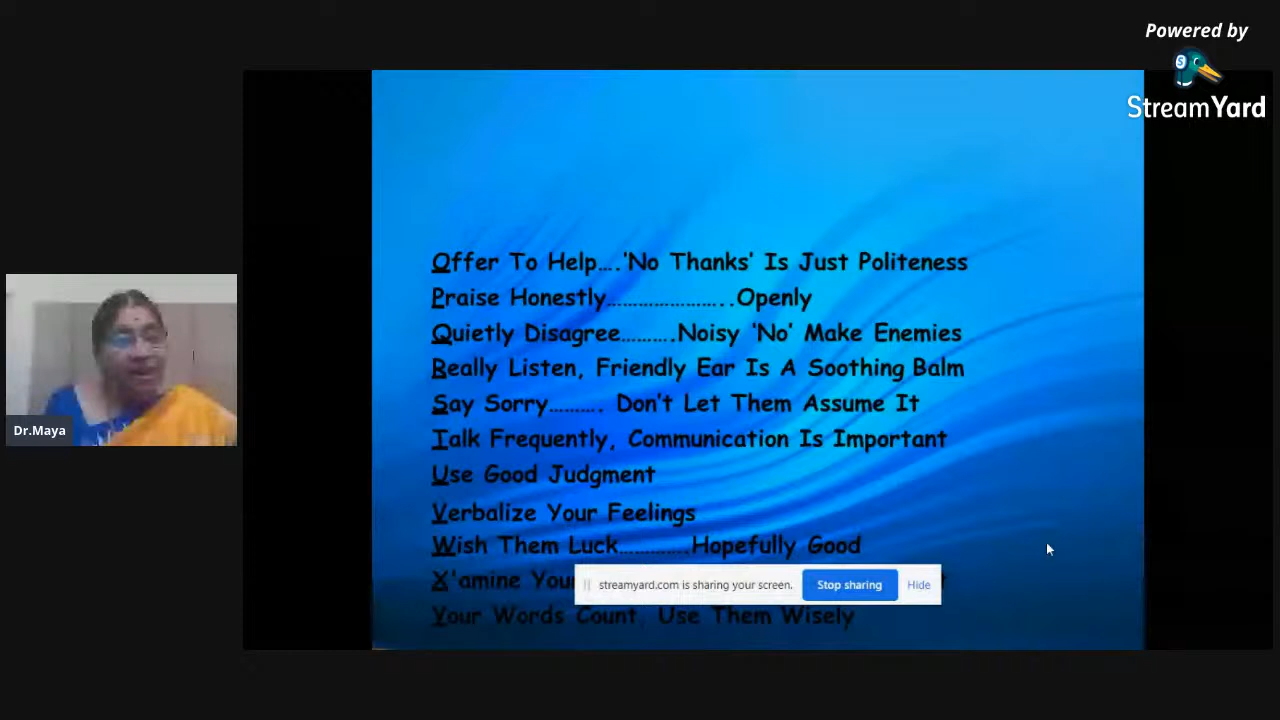 Powered by
StreamYard
Offer To Help….‘No Thanks’ Is Just Politeness
Praise Honestly…………………..Openly
Quietly Disagree……….Noisy ‘No’ Make Enemies
Really Listen, Friendly Ear Is A Soothing Balm
Say Sorry………. Don’t Let Them Assume It
Talk Frequently, Communication Is Important
Use Good Judgment
Verbalize Your Feelings
Wish Them Luck………….Hopefully Good
X'amine
streamyard.com is sharing your screen. Stop sharing Hide
Your Words Count, Use Them Wisely
Dr.Maya